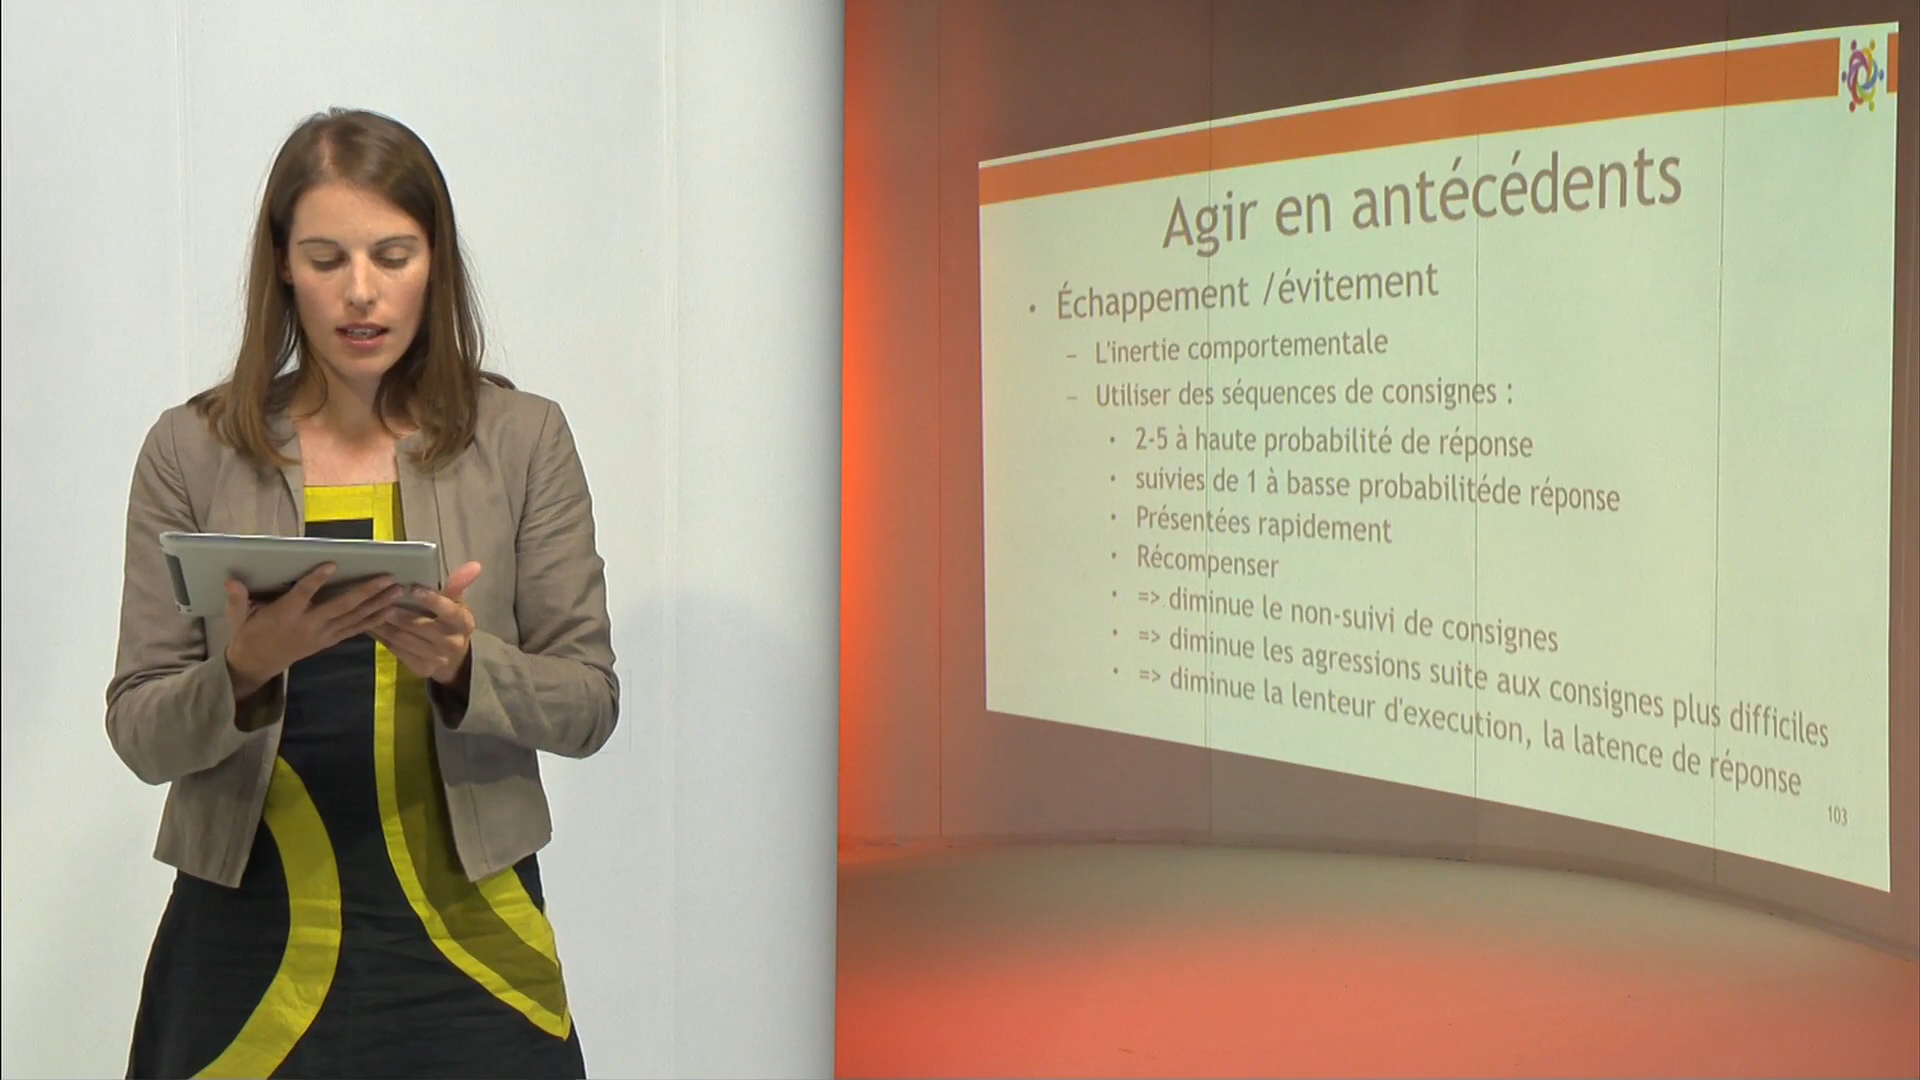 Agir en antécédents
• Échappement /évitement
– L'inertie comportementale
– Utiliser des séquences de consignes :
• 2-5 à haute probabilité de réponse
• suivies de 1 à basse probabilitéde réponse
• Présentées rapidement
• Récompenser
• => diminue le non-suivi de consignes
• => diminue les agressions suite aux consignes plus difficiles
• => diminue la lenteur d'execution, la latence de réponse
103